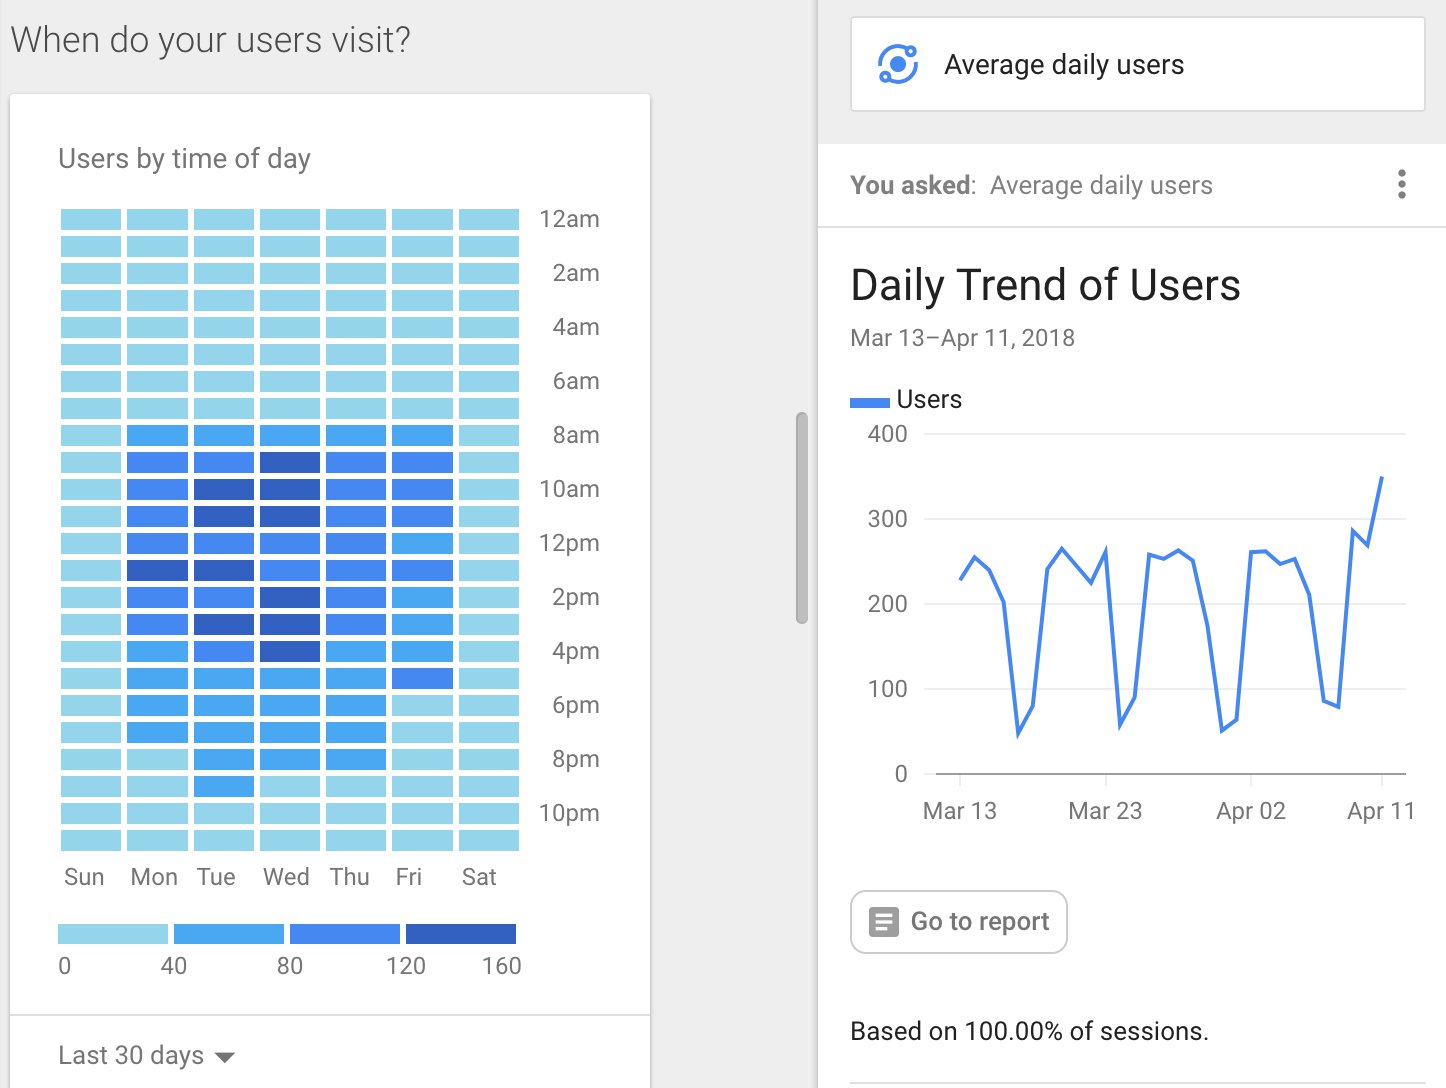 When do your users visit?
Users by time of day
12am
2am
4am
6am
8am
10am
12pm
2pm
4pm
6pm
8pm
10pm
Sun Mon Tue Wed Thu Fri Sat
0 40 80 120 160
Last 30 days
Average daily users
You asked: Average daily users
Daily Trend of Users
Mar 13–Apr 11, 2018
Users
400
300
200
100
0
Mar 13 Mar 23 Apr 02 Apr 11
Go to report
Based on 100.00% of sessions.